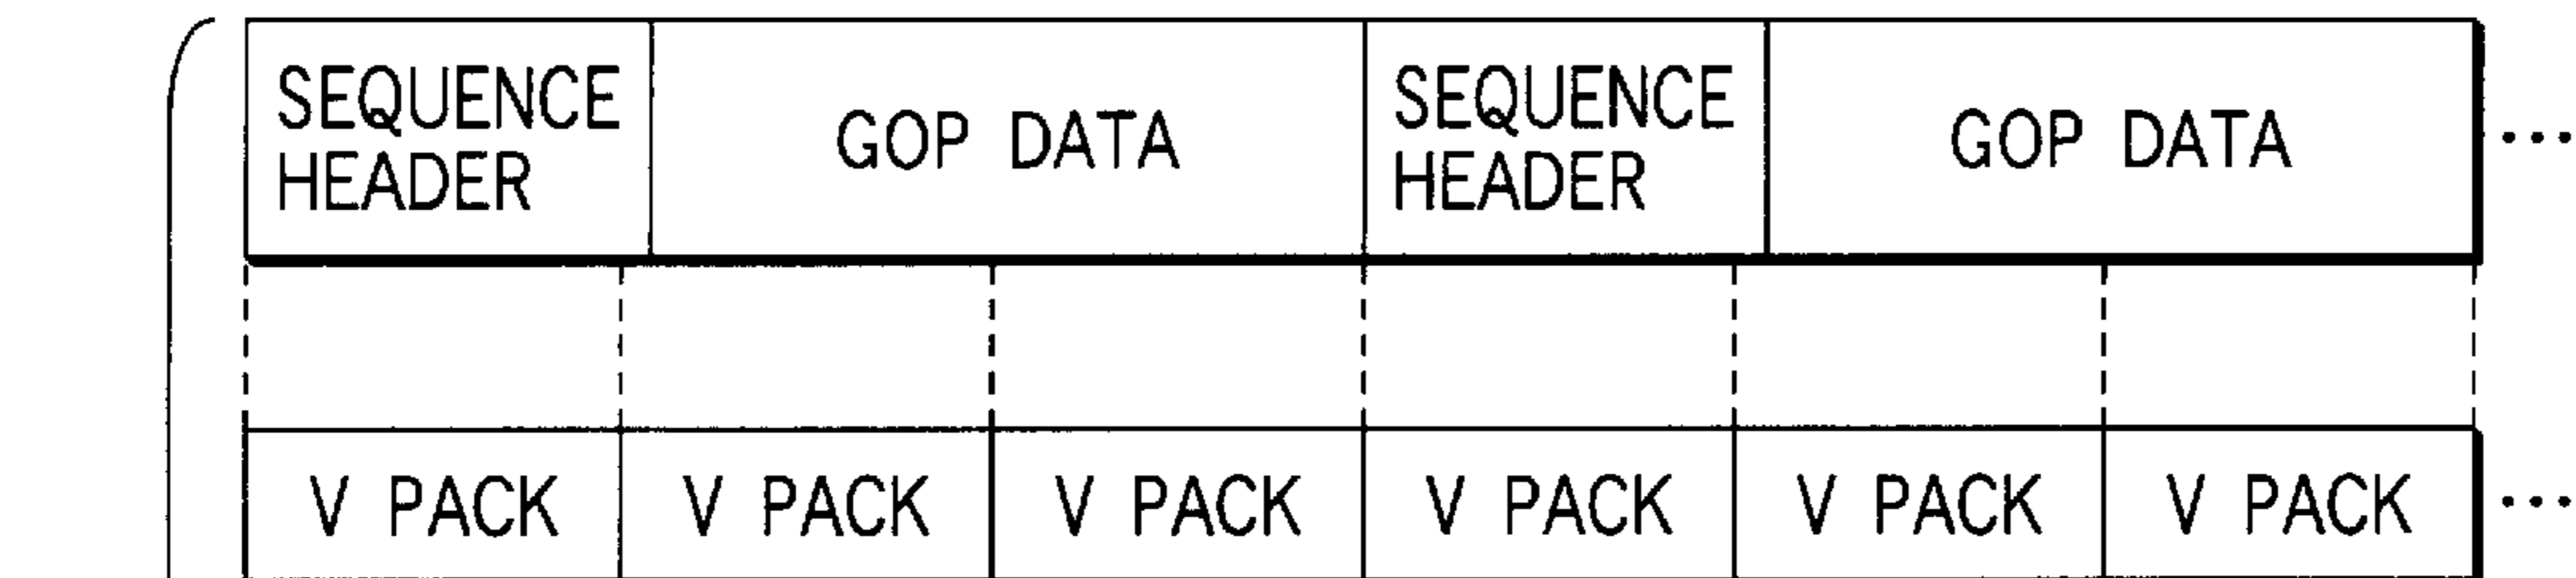 SEQUENCE HEADER GOP DATA SEQUENCE HEADER GOP DATA ...
V PACK V PACK V PACK V PACK V PACK V PACK ...